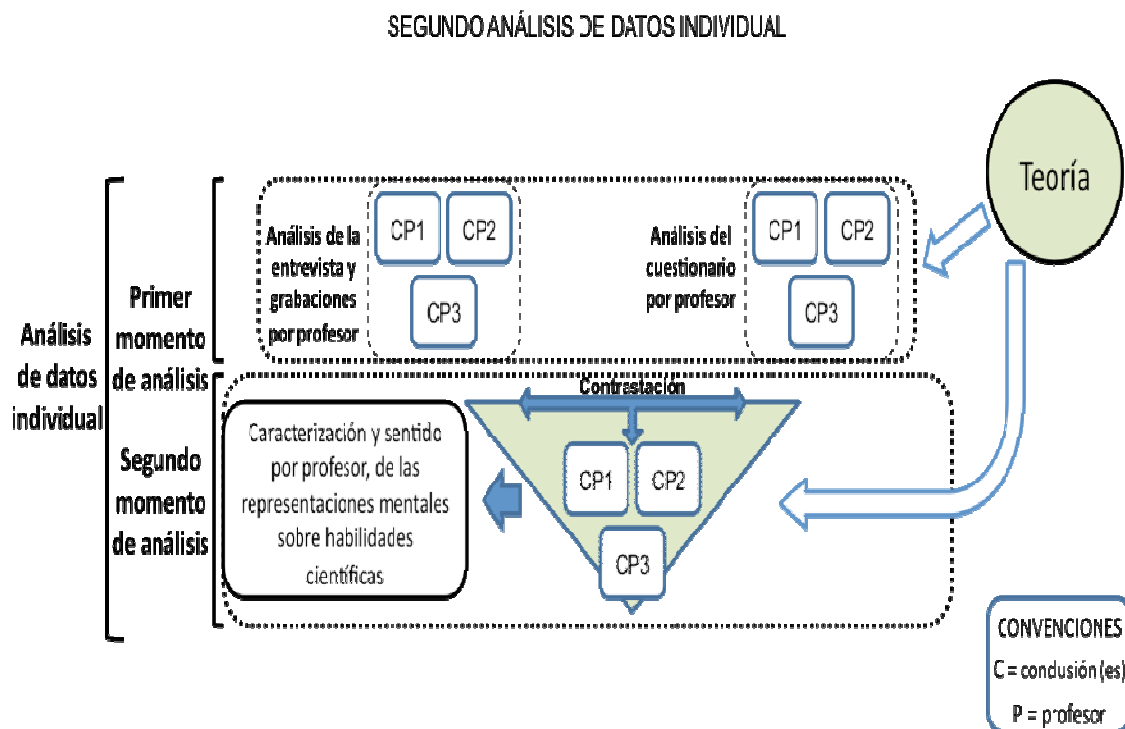 SEGUNDO ANÁLISIS DE DATOS INDIVIDUAL
Teoría
Análisis
de datos
individual
Primer
momento
de análisis
Análisis de la
entrevista y
grabaciones
por profesor
CP1 CP2
CP3
Análisis del
cuestionario
por profesor
CP1 CP2
CP3
Segundo
momento
de análisis
Caracterización y sentido
por profesor, de las
representaciones mentales
sobre habilidades
científicas
Contrastación
CP1 CP2
CP3
CONVENCIONES
C = condusión(es)
P = profesor